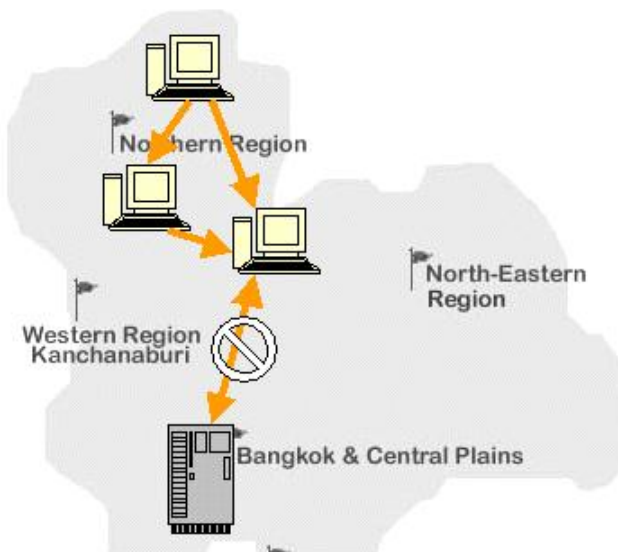 Northern Region
North-Eastern
Region
Western Region
Kanchanaburi
Bangkok & Central Plains